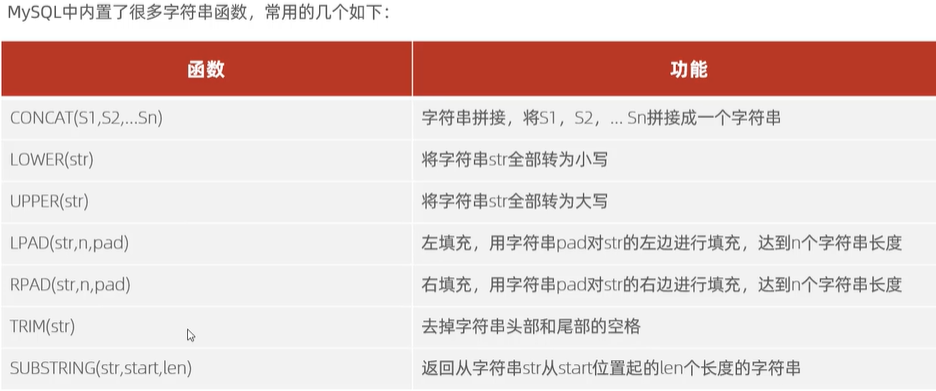 MySQL中内置了很多字符串函数，常用的几个如下：
函数 功能
CONCAT(S1,S2,...Sn) 字符串拼接，将S1，S2，... Sn拼接成一个字符串
LOWER(str) 将字符串str全部转为小写
UPPER(str) 将字符串str全部转为大写
LPAD(str,n,pad) 左填充，用字符串pad对str的左边进行填充，达到n个字符串长度
RPAD(str,n,pad) 右填充，用字符串pad对str的右边进行填充，达到n个字符串长度
TRIM(str) 去掉字符串头部和尾部的空格
SUBSTRING(str,start,len) 返回从字符串str从start位置起的len个长度的字符串